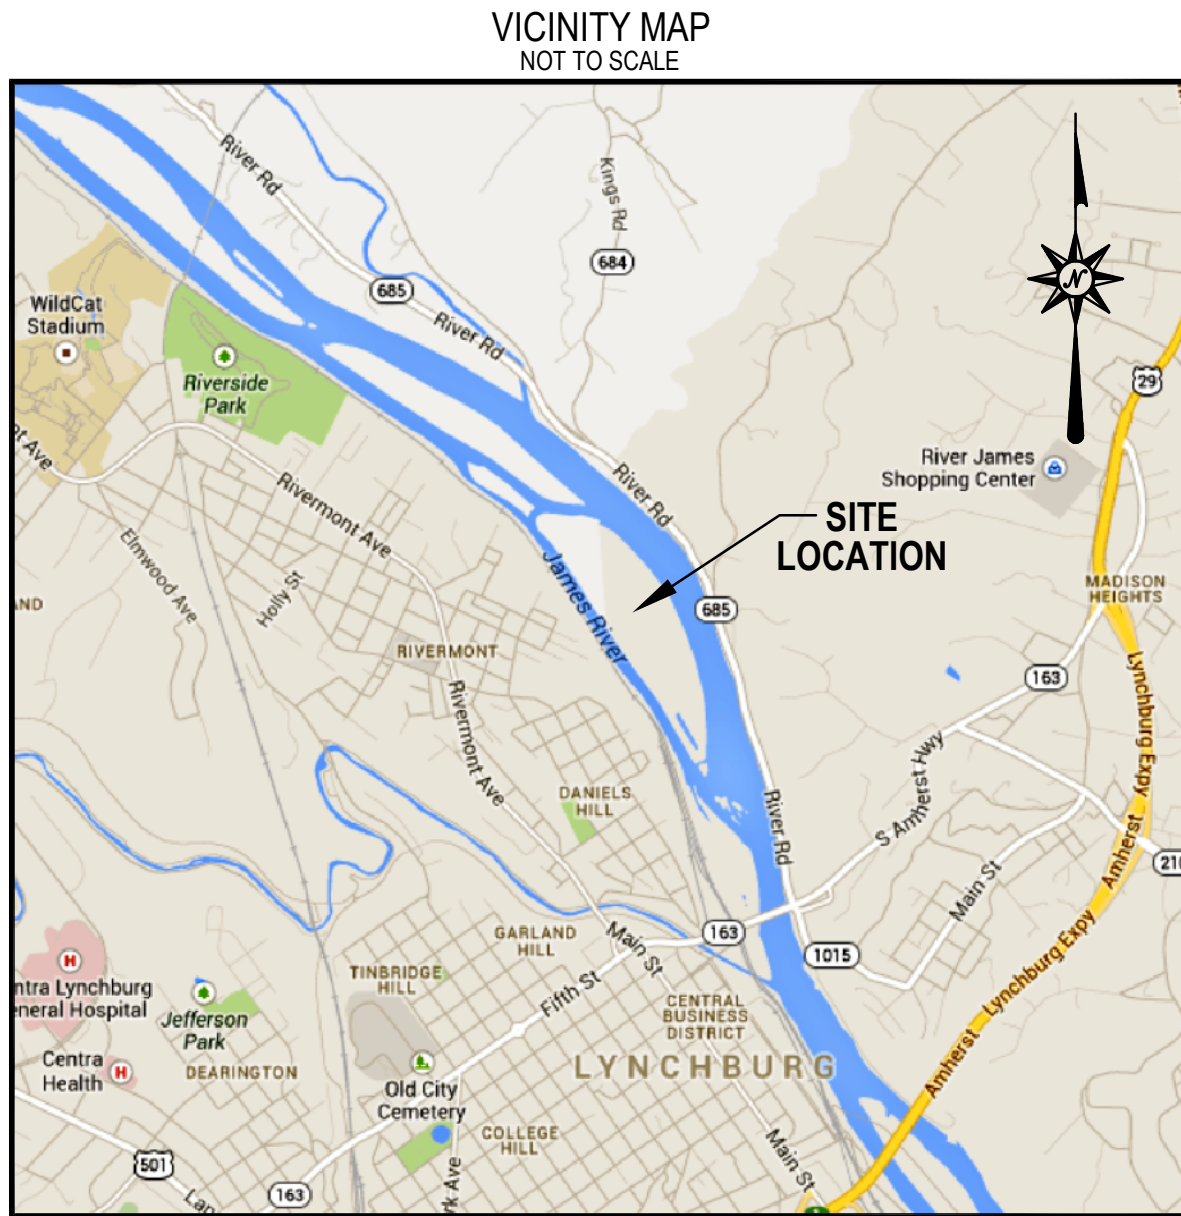 VICINITY MAP
NOT TO SCALE
River Rd
Kings Rd
684
685
River Rd
N
WildCat
Stadium
Riverside
Park
29
River James
Shopping Center
River Rd
Rivermont Ave
SITE
LOCATION
Elmwood Ave
Holly St
James River
685
MADISON
HEIGHTS
RIVERMONT
163
Rivermont Ave
Lynchburg Expy
S Amherst Hwy
DANIELS
HILL
River Rd
Amherst
Main St
GARLAND
HILL
Main St
163
1015
Lynchburg Expy
TINBRIDGE
HILL
Fifth St
CENTRAL
BUSINESS
DISTRICT
H
Lynchburg
Hospital
Jefferson
Park
Centra
Health
H
DEARINGTON
LYNCHBURG
Amherst
Old City
Cemetery
COLLEGE
HILL
Main St
501
163
Ave